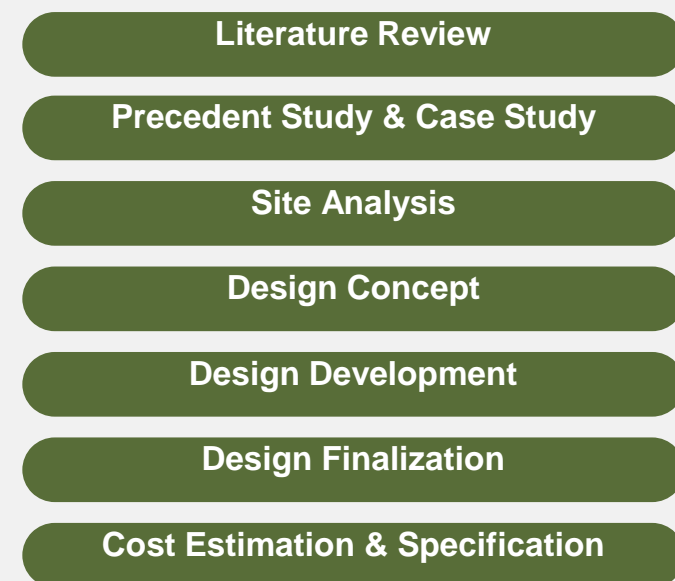 Literature Review
Precedent Study & Case Study
Site Analysis
Design Concept
Design Development
Design Finalization
Cost Estimation & Specification